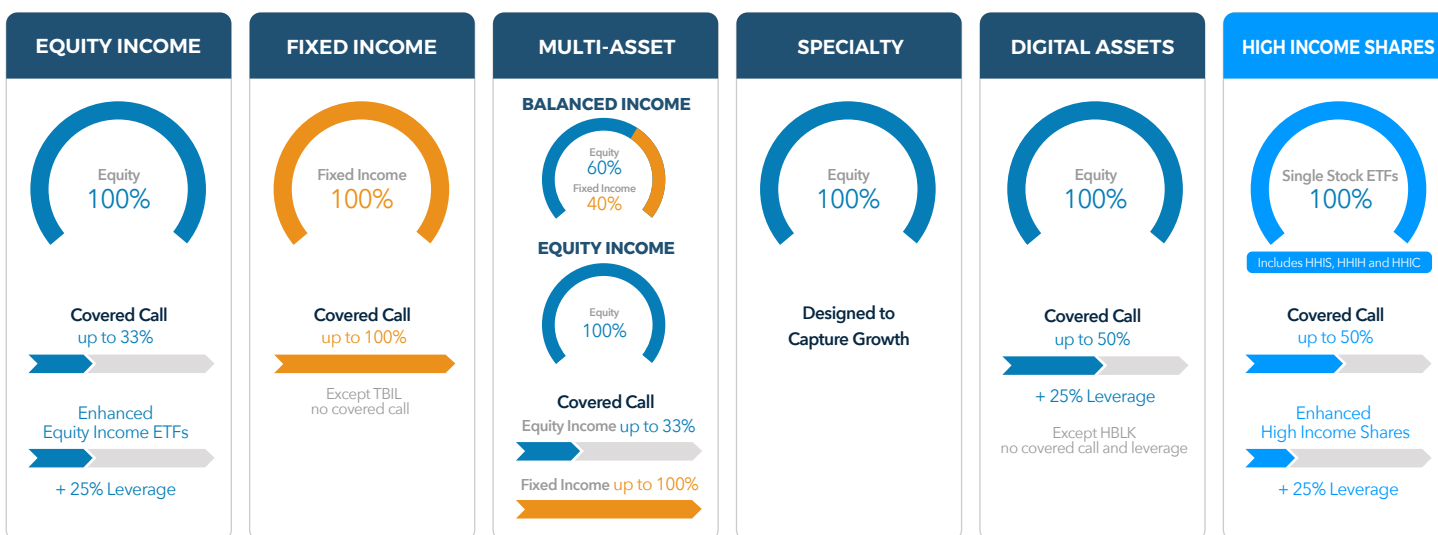 EQUITY INCOME
Equity
100%
Covered Call
up to 33%
Enhanced
Equity Income ETFs
+ 25% Leverage
FIXED INCOME
Fixed Income
100%
Covered Call
up to 100%
Except TBIL
no covered call
MULTI-ASSET
BALANCED INCOME
Equity
60%
Fixed Income
40%
EQUITY INCOME
Equity
100%
Covered Call
Equity Income up to 33%
Fixed Income up to 100%
SPECIALTY
Equity
100%
Designed to
Capture Growth
DIGITAL ASSETS
Equity
100%
Covered Call
up to 50%
+ 25% Leverage
Except HBLK
no covered call and leverage
HIGH INCOME SHARES
Single Stock ETFs
100%
Includes HHIS, HHIH and HHIC
Covered Call
up to 50%
Enhanced
High Income Shares
+ 25% Leverage